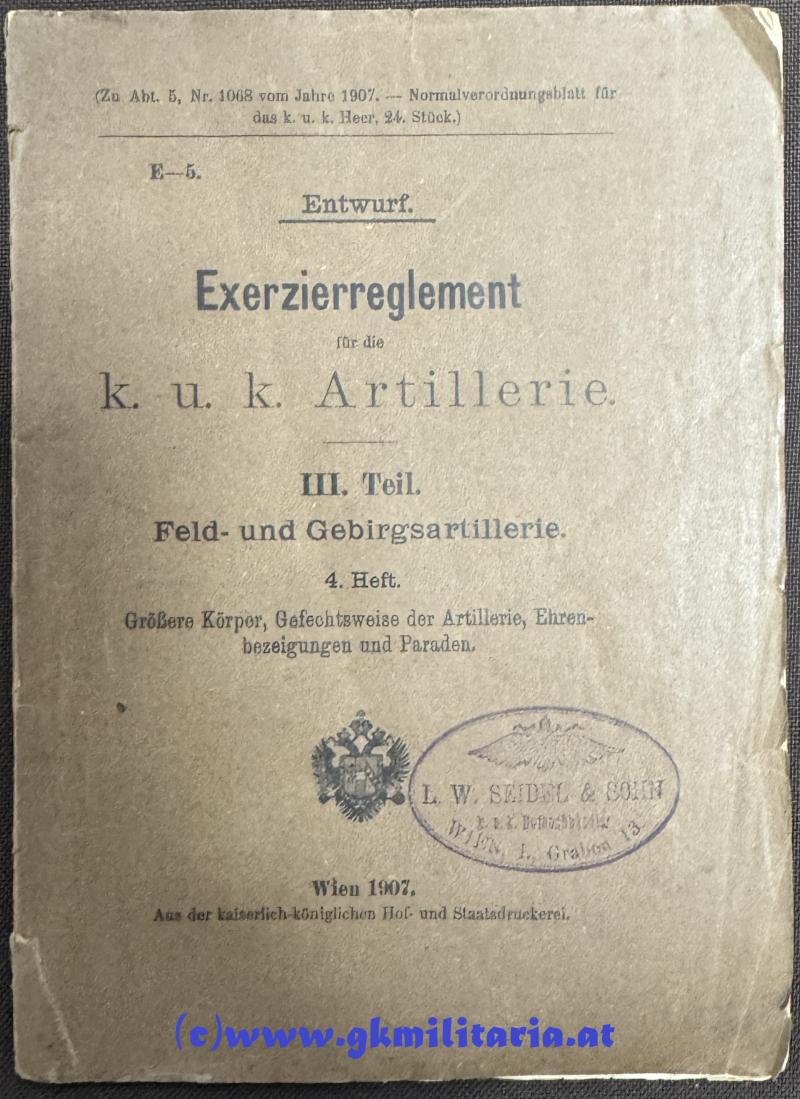 (Zu Abt. 5, Nr. 1068 vom Jahre 1907. — Normalverordnungsblatt für
das k. u. k. Heer, 24. Stück.)
E—5.
Entwurf.
Exerzierreglement
für die
k. u. k. Artillerie.
III. Teil.
Feld- und Gebirgsartillerie.
4. Heft.
Größere Körper, Gefechtsweise der Artillerie, Ehren-
bezeigungen und Paraden.
L. W. SEIDEL & SOHN
WIEN, I. Graben 13.
Wien 1907.
Aus der kaiserlich-königlichen Hof- und Staatsdruckerei.
(c)www.gkmilitaria.at